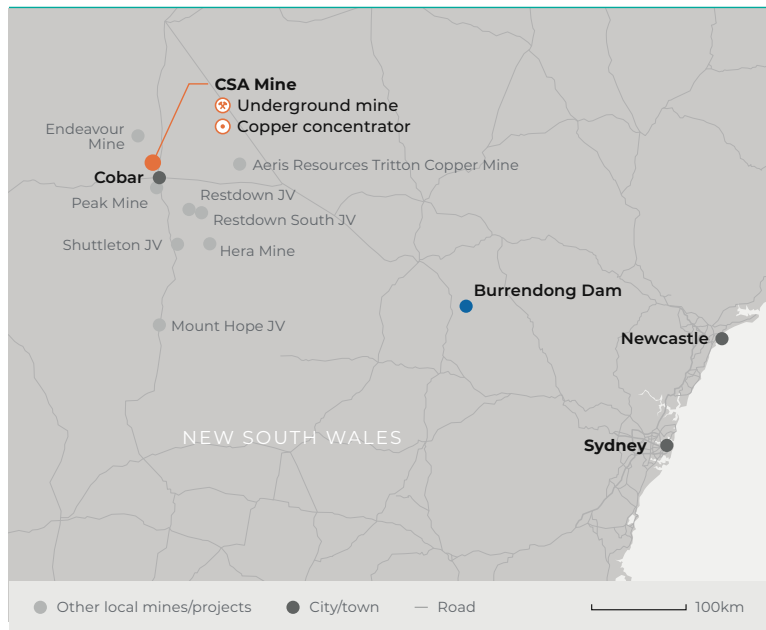 CSA Mine
Underground mine
Copper concentrator
Endeavour
Mine
Aeris Resources Tritton Copper Mine
Cobar
Peak Mine
Restdown JV
Restdown South JV
Shuttleton JV
Hera Mine
Burrendong Dam
Mount Hope JV
Newcastle
NEW SOUTH WALES
Sydney
Other local mines/projects
City/town
Road
100km